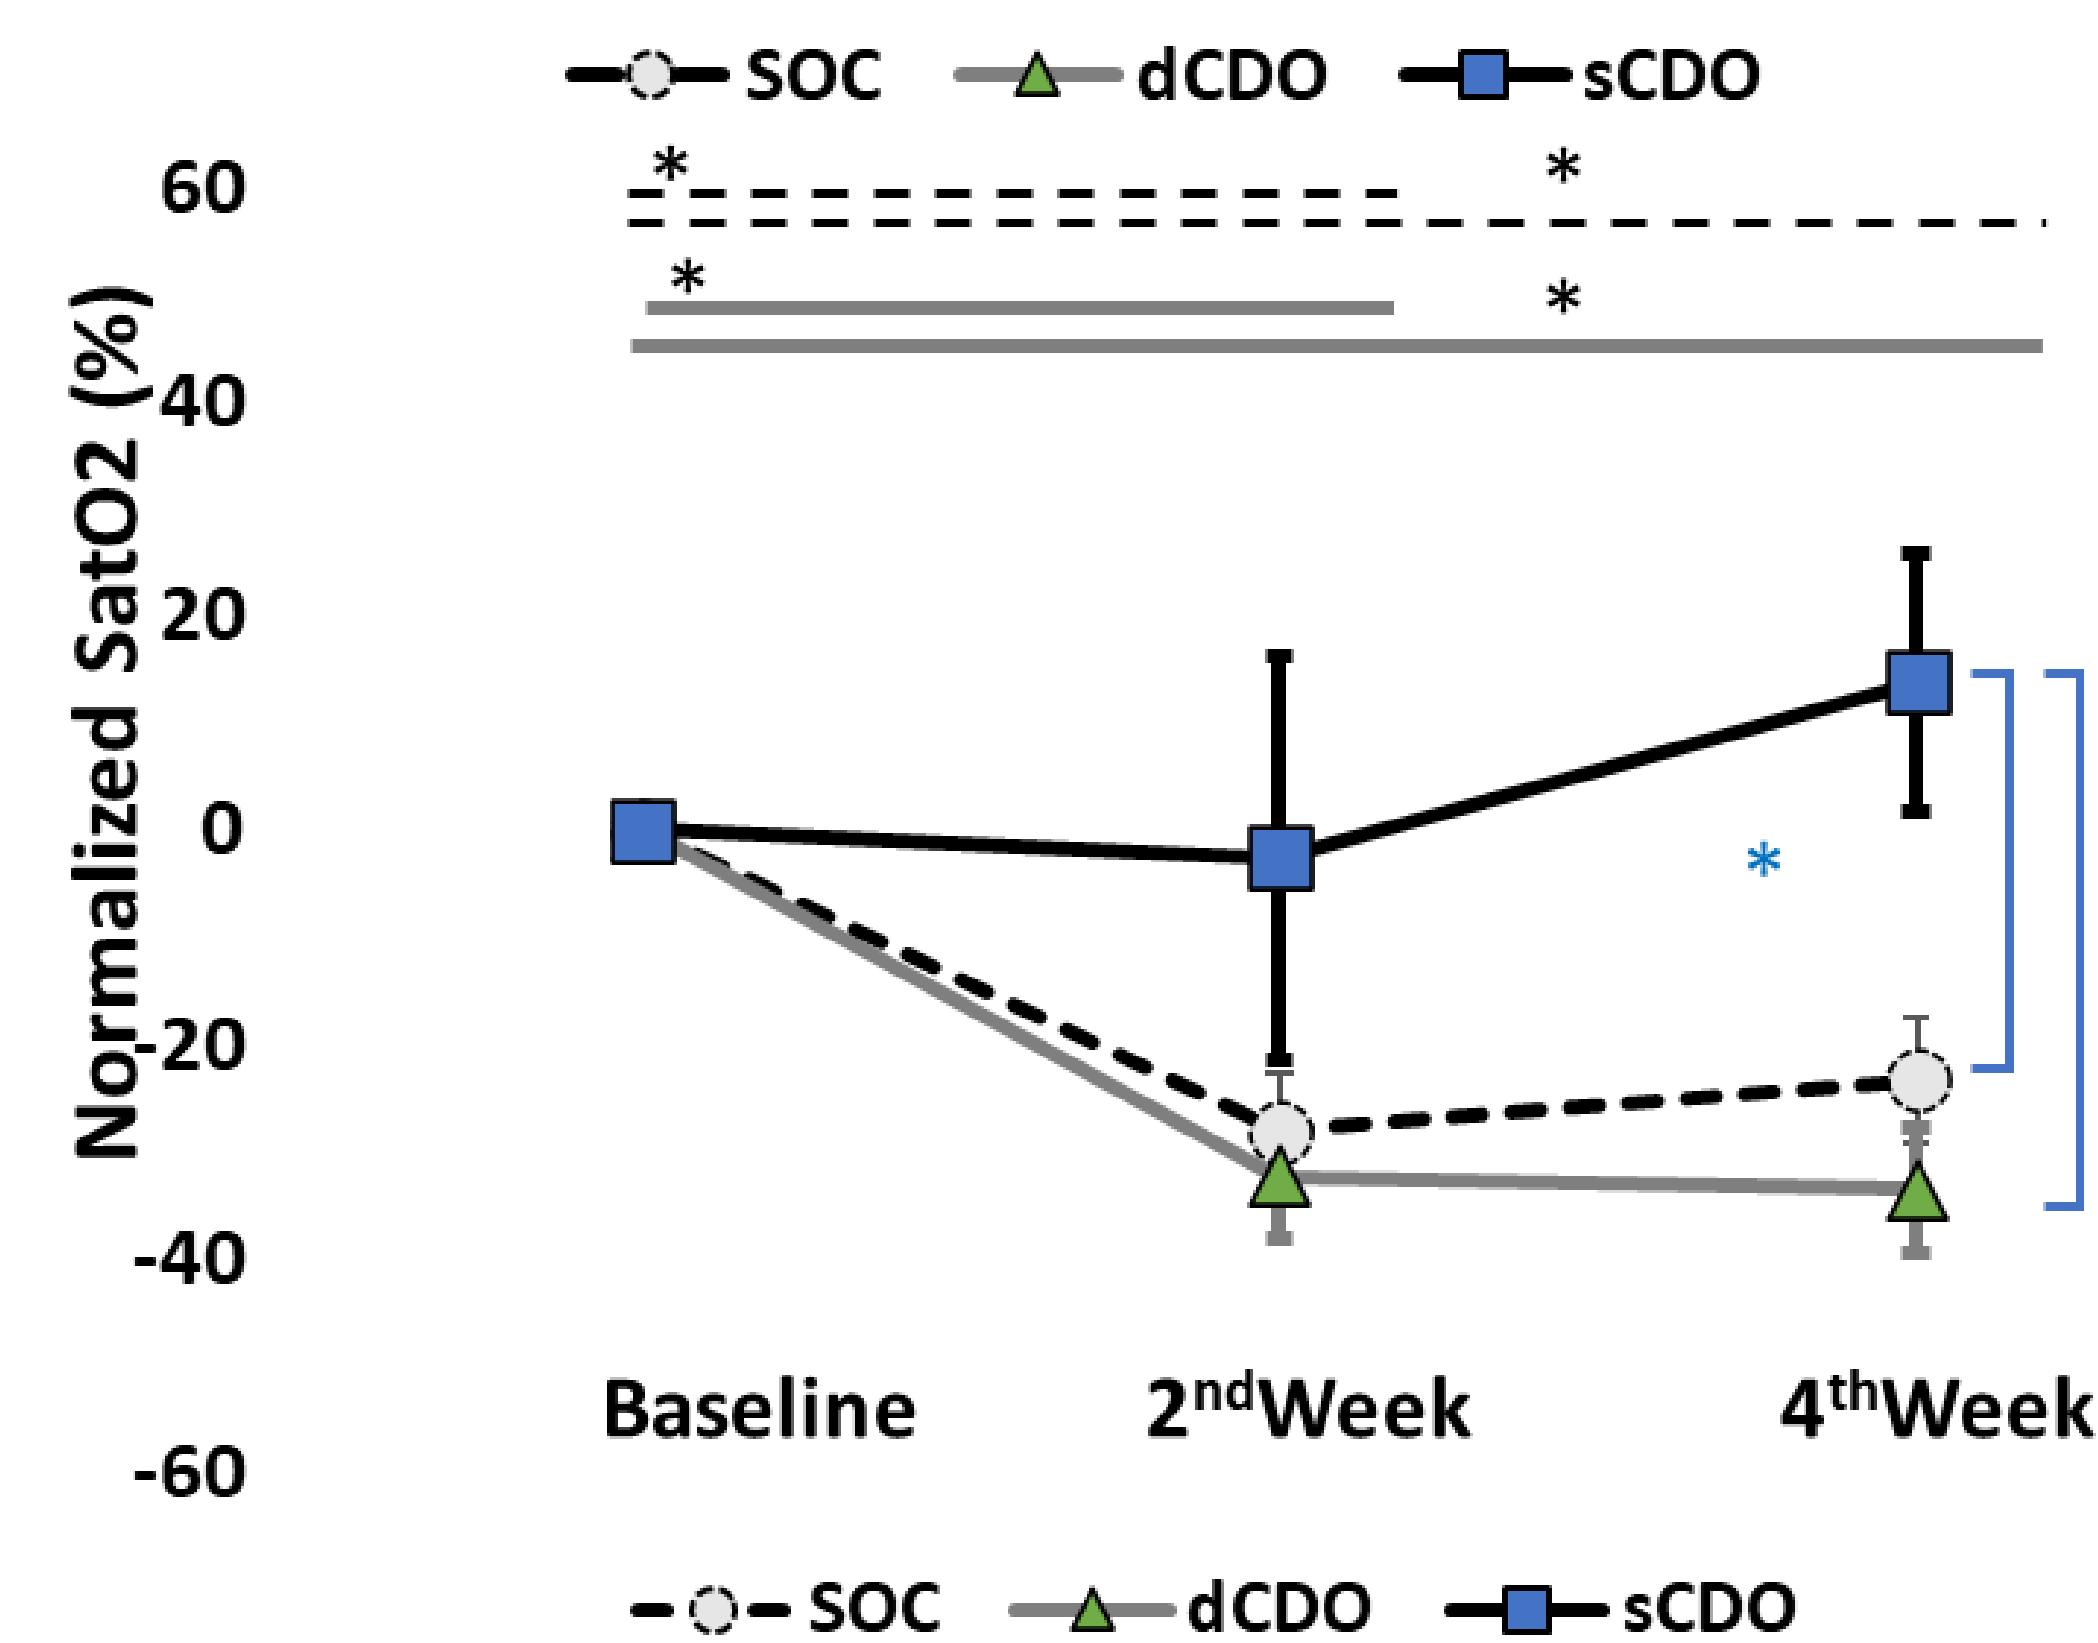 SOC dCDO sCDO
* *
* *
Normalized SatO2 (%)
60
40
20
0
-20
-40
-60
*
Baseline 2ndWeek 4thWeek
SOC dCDO sCDO